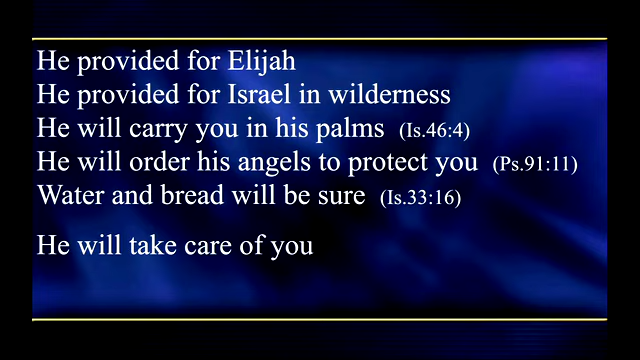 He provided for Elijah
He provided for Israel in wilderness
He will carry you in his palms (Is.46:4)
He will order his angels to protect you (Ps.91:11)
Water and bread will be sure (Is.33:16)
He will take care of you